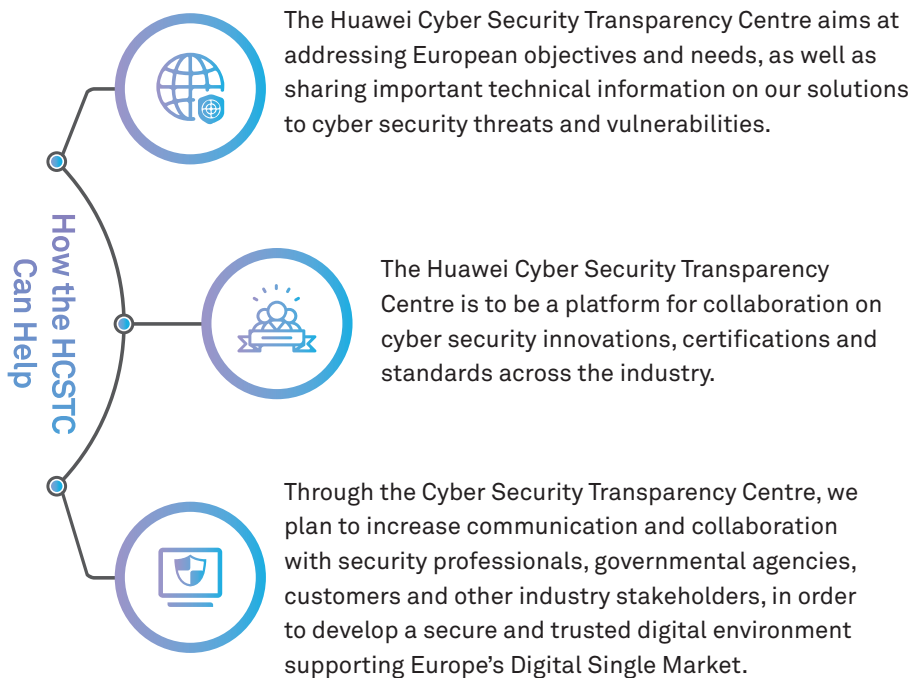 How the HCSTC
Can Help
The Huawei Cyber Security Transparency Centre aims at
addressing European objectives and needs, as well as
sharing important technical information on our solutions
to cyber security threats and vulnerabilities.
The Huawei Cyber Security Transparency
Centre is to be a platform for collaboration on
cyber security innovations, certifications and
standards across the industry.
Through the Cyber Security Transparency Centre, we
plan to increase communication and collaboration
with security professionals, governmental agencies,
customers and other industry stakeholders, in order
to develop a secure and trusted digital environment
supporting Europe’s Digital Single Market.